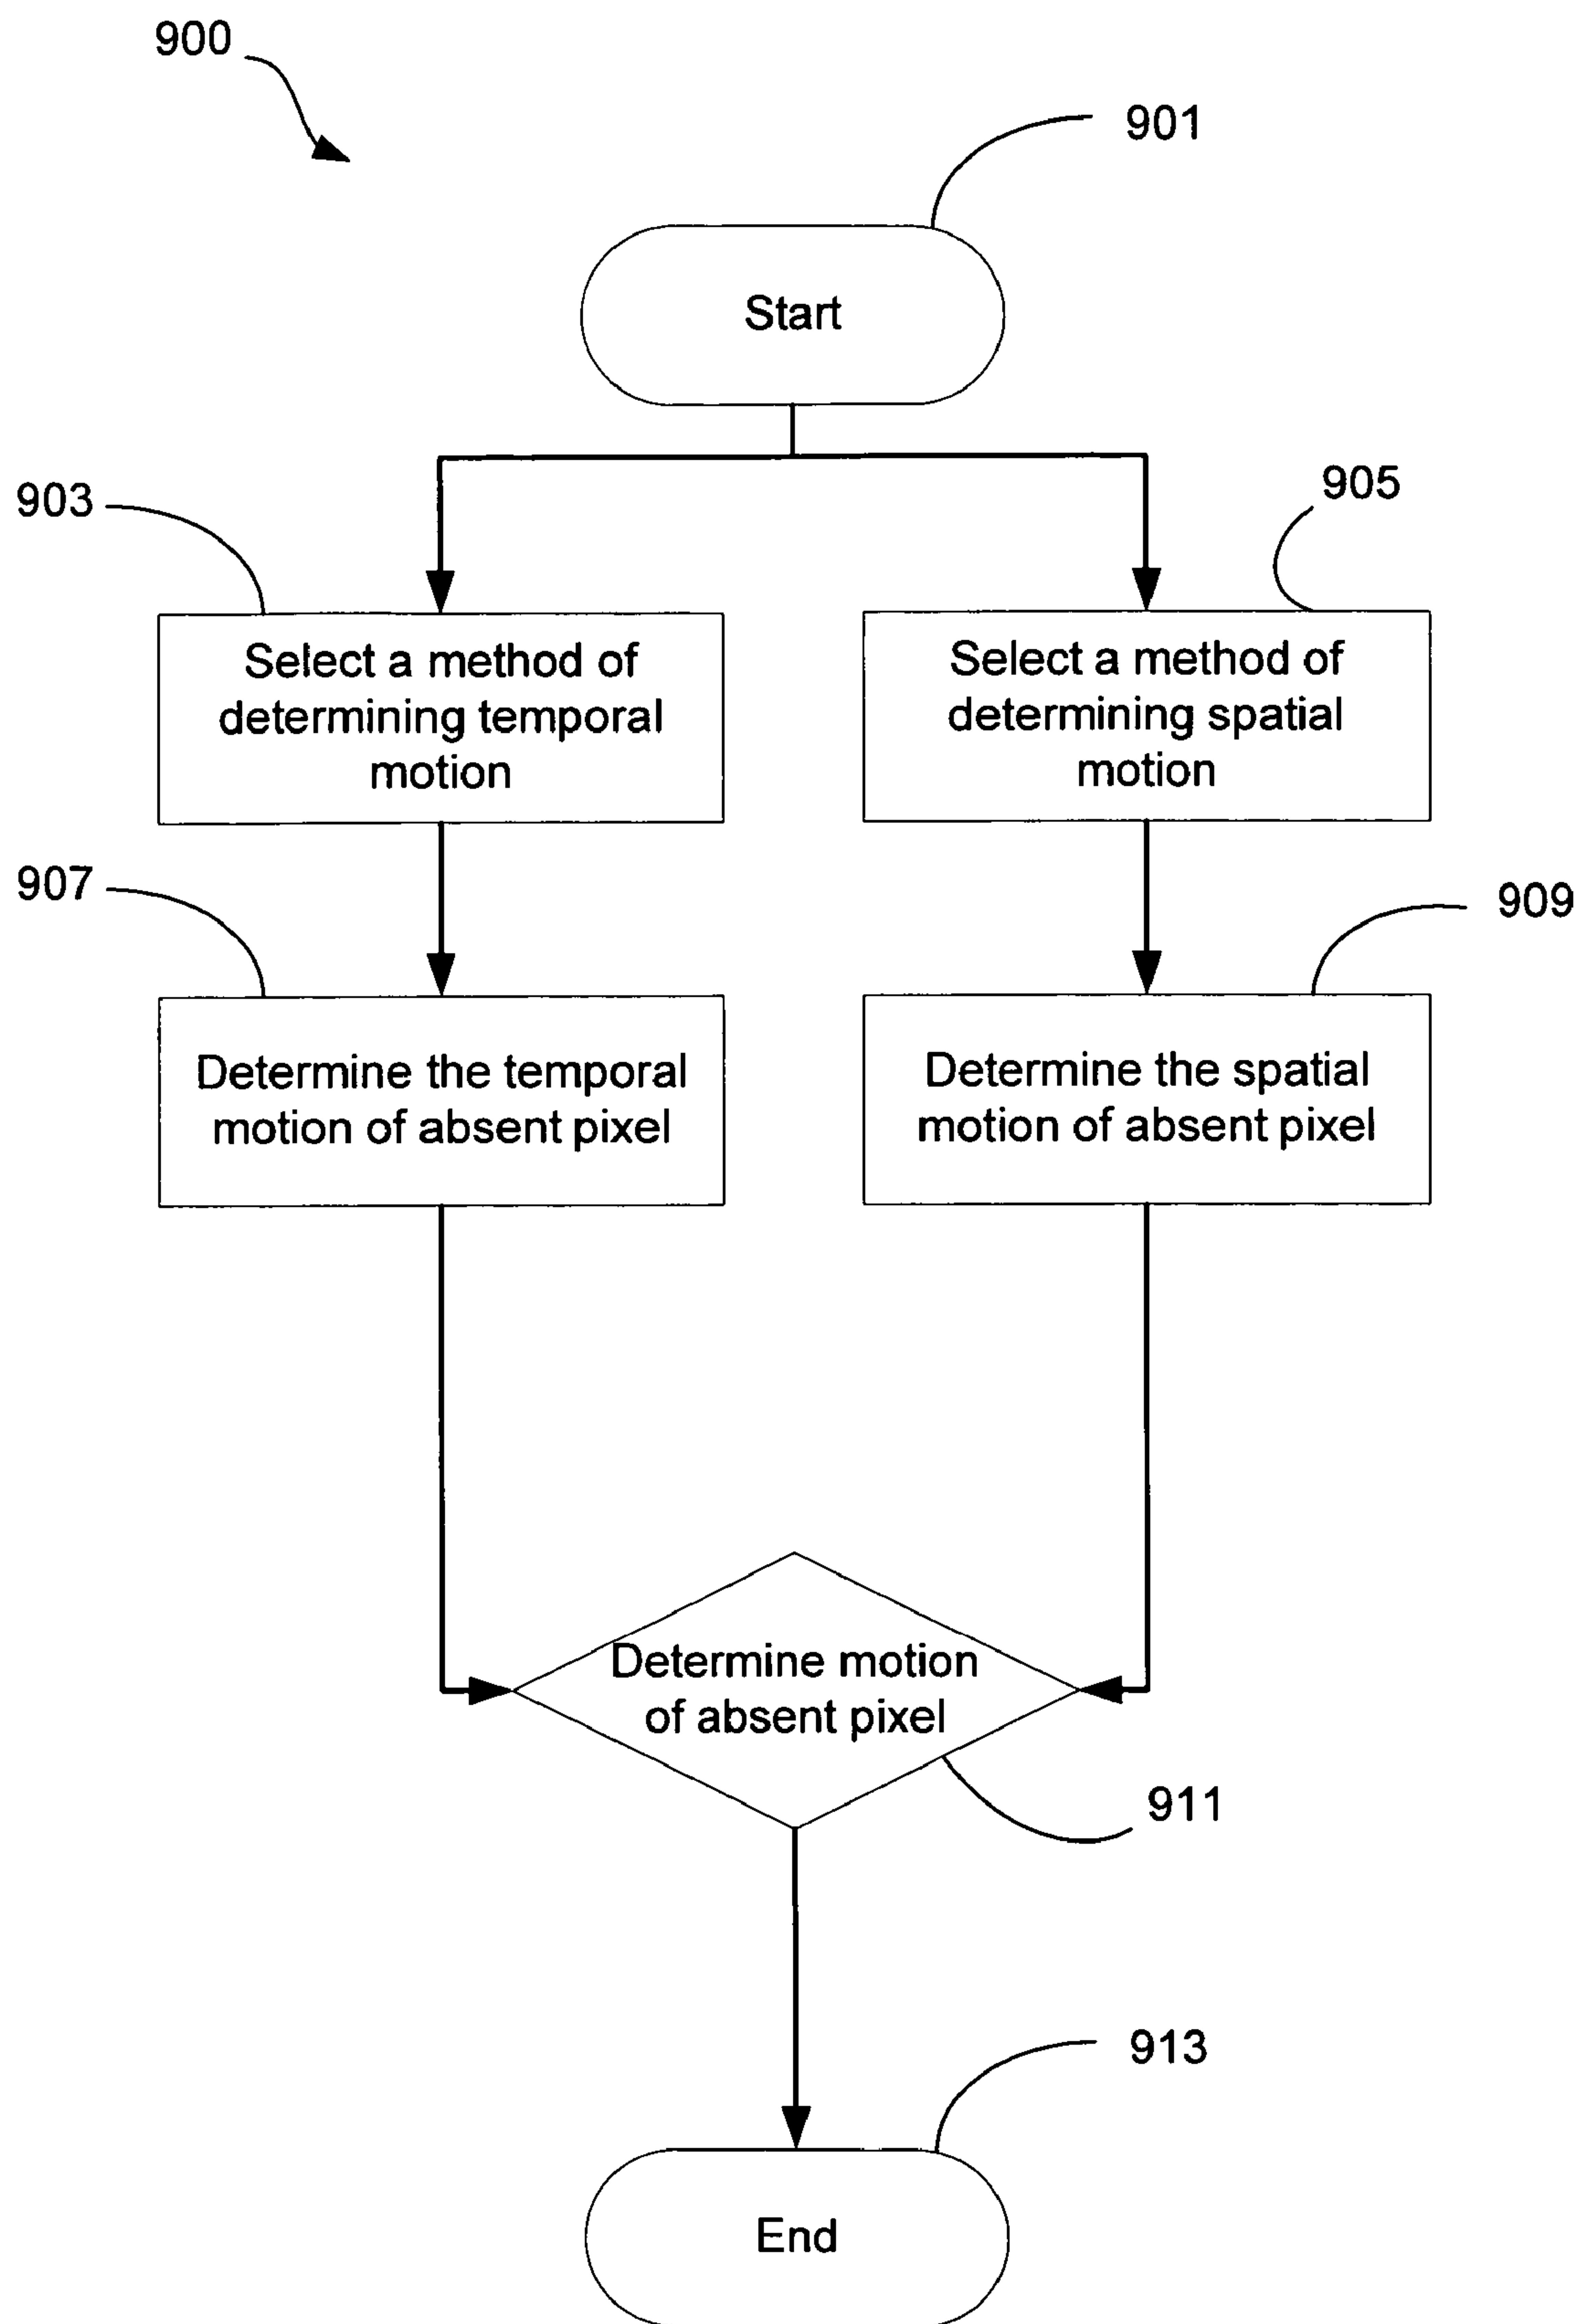 900
901
Start
903
905
Select a method of
determining temporal
motion
Select a method of
determining spatial
motion
907
909
Determine the temporal
motion of absent pixel
Determine the spatial
motion of absent pixel
Determine motion
of absent pixel
911
913
End